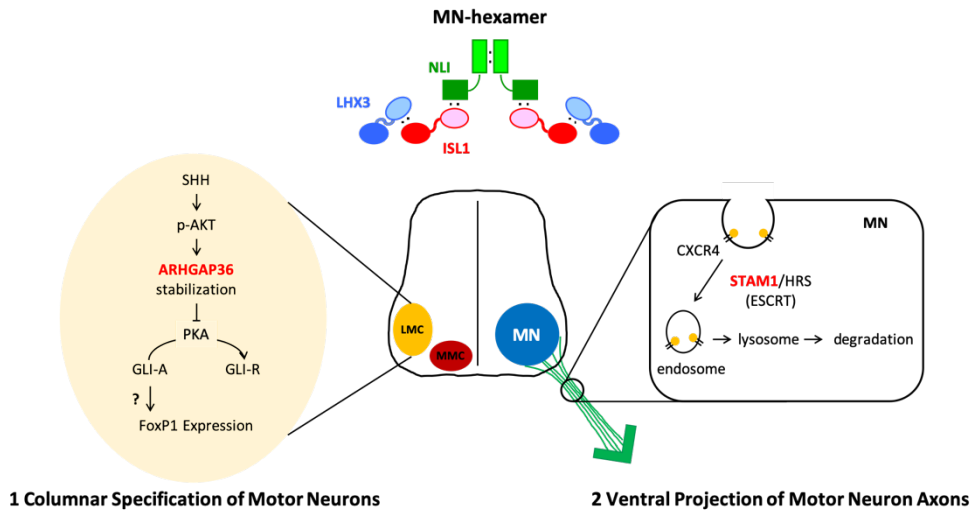 MN-hexamer
NLI
LHX3
ISL1
SHH
p-AKT
ARHGAP36
stabilization
PKA
GLI-A
GLI-R
?
FoxP1 Expression
LMC
MMC
MN
MN
CXCR4
STAM1/HRS
(ESCRT)
lysosome
degradation
endosome
1 Columnar Specification of Motor Neurons
2 Ventral Projection of Motor Neuron Axons